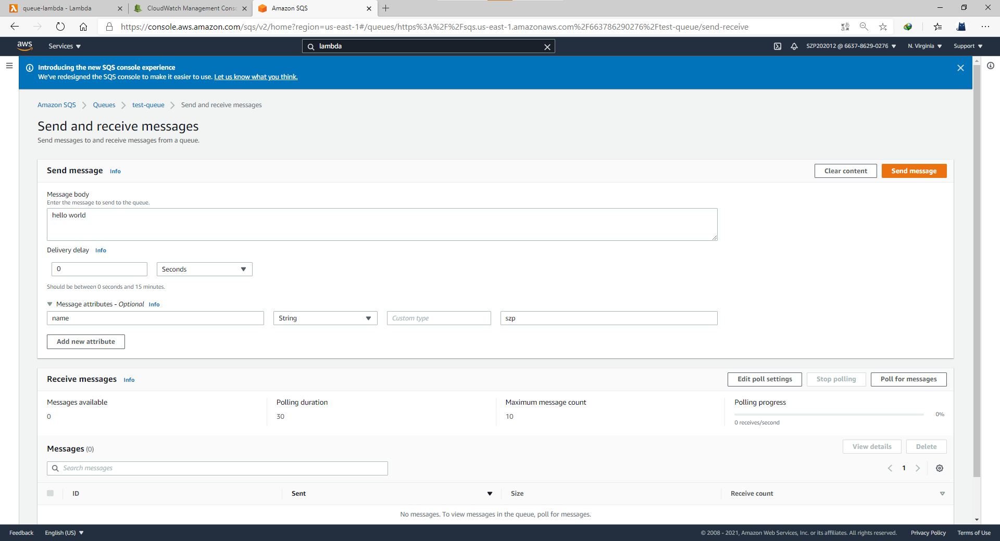 queue-lambda - Lambda
CloudWatch Management Consc
Amazon SQS
https://console.aws.amazon.com/sqs/v2/home?region=us-east-1#/queues/https%3A%2F%2Fsqs.us-east-1.amazonaws.com%2F663786290276%2Ftest-queue/send-receive
aws
Services
lambda
SZP202012 @ 6637-8629-0276
N. Virginia
Support
Introducing the new SQS console experience
We've redesigned the SQS console to make it easier to use. Let us know what you think.
Amazon SQS
Queues
test-queue
Send and receive messages
Send and receive messages
Send messages to and receive messages from a queue.
Send message Info
Clear content
Send message
Message body
Enter the message to send to the queue.
hello world
Delivery delay Info
0
Seconds
Should be between 0 seconds and 15 minutes.
Message attributes - Optional Info
name
String
Custom type
szp
Add new attribute
Receive messages Info
Edit poll settings
Stop polling
Poll for messages
Messages available
0
Polling duration
30
Maximum message count
10
Polling progress
0%
0 receives/second
Messages (0)
View details
Delete
Search messages
1
ID
Sent
Size
Receive count
No messages. To view messages in the queue, poll for messages.
Feedback
English (US)
© 2008 - 2021, Amazon Web Services, Inc. or its affiliates. All rights reserved.
Privacy Policy
Terms of Use